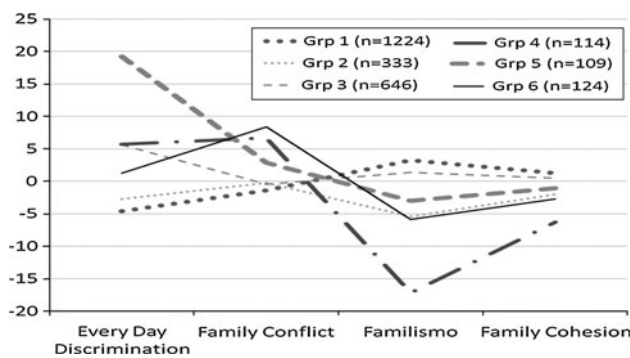 25
20
15
10
5
0
-5
-10
-15
-20
Grp 1 (n=1224)
Grp 4 (n=114)
Grp 2 (n=333)
Grp 5 (n=109)
Grp 3 (n=646)
Grp 6 (n=124)
Every Day
Discrimination
Family Conflict
Familismo
Family Cohesion